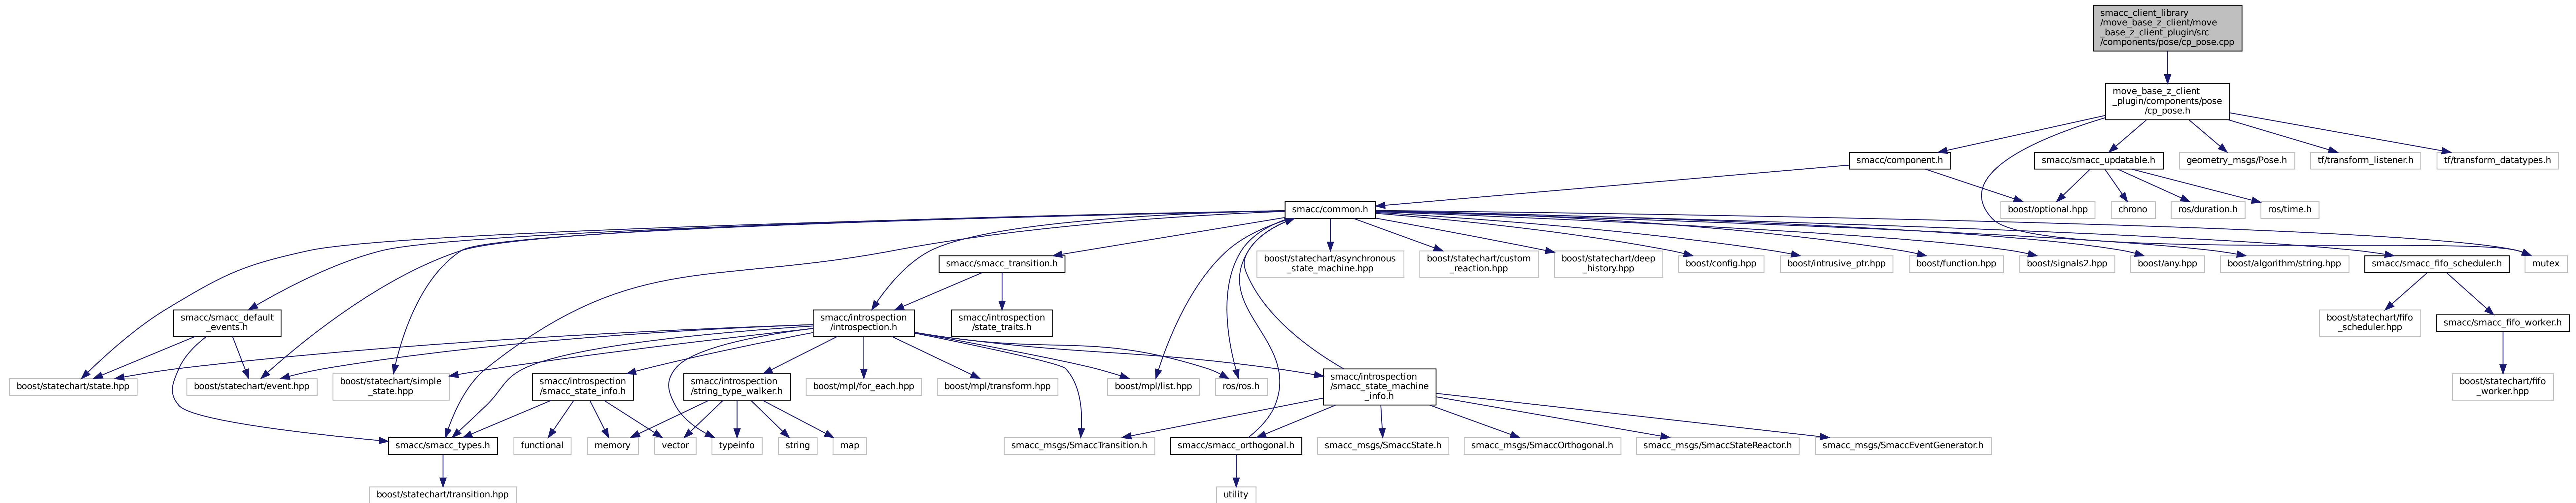 smacc_client_library
/move_base_z_client/move
_base_z_client_plugin/src
/components/pose/cp_pose.cpp
move_base_z_client
_plugin/components/pose
/cp_pose.h
smacc/component.h
smacc/smacc_updatable.h
geometry_msgs/Pose.h
tf/transform_listener.h
tf/transform_datatypes.h
smacc/common.h
boost/optional.hpp
chrono
ros/duration.h
ros/time.h
smacc/smacc_transition.h
boost/statechart/asynchronous
_state_machine.hpp
boost/statechart/custom
_reaction.hpp
boost/statechart/deep
_history.hpp
boost/config.hpp
boost/intrusive_ptr.hpp
boost/function.hpp
boost/signals2.hpp
boost/any.hpp
boost/algorithm/string.hpp
smacc/smacc_fifo_scheduler.h
mutex
smacc/smacc_default
_events.h
smacc/introspection
/introspection.h
smacc/introspection
/state_traits.h
boost/statechart/fifo
_scheduler.hpp
smacc/smacc_fifo_worker.h
boost/statechart/state.hpp
boost/statechart/event.hpp
boost/statechart/simple
_state.hpp
smacc/introspection
/smacc_state_info.h
smacc/introspection
/string_type_walker.h
boost/mpl/for_each.hpp
boost/mpl/transform.hpp
boost/mpl/list.hpp
ros/ros.h
smacc/introspection
/smacc_state_machine
_info.h
boost/statechart/fifo
_worker.hpp
smacc/smacc_types.h
functional
memory
vector
typeinfo
string
map
smacc_msgs/SmaccTransition.h
smacc/smacc_orthogonal.h
smacc_msgs/SmaccState.h
smacc_msgs/SmaccOrthogonal.h
smacc_msgs/SmaccStateReactor.h
smacc_msgs/SmaccEventGenerator.h
boost/statechart/transition.hpp
utility